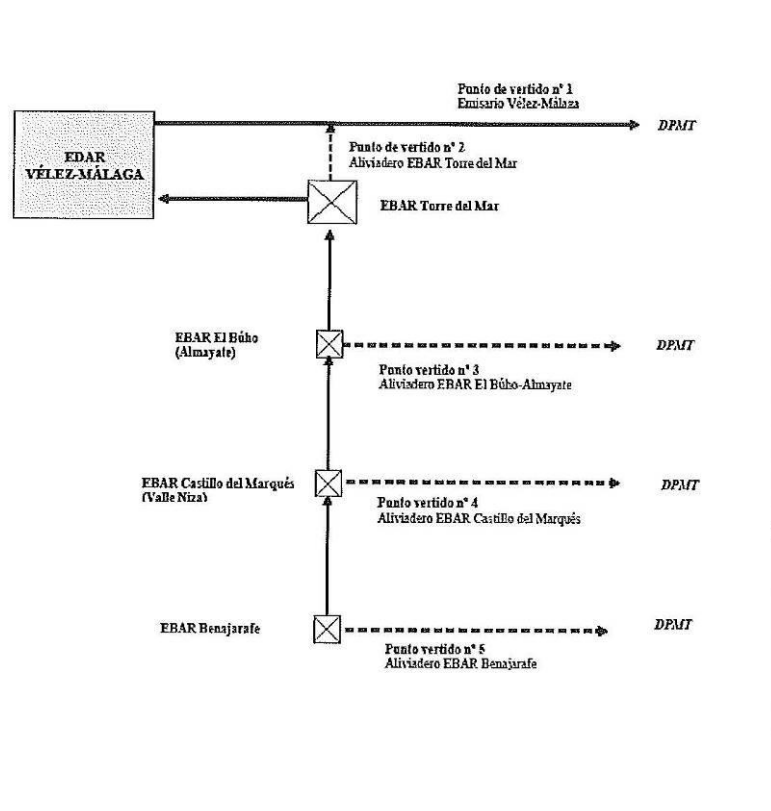 Punto de vertido nº 1
Emisario Vélez-Málaga
DPMT
EDAR
VÉLEZ-MÁLAGA
Punto de vertido nº 2
Aliviadero EBAR Torre del Mar
EBAR Torre del Mar
EBAR El Búho
(Almayate)
DPMT
Punto vertido nº 3
Aliviadero EBAR El Búho-Almayate
EBAR Castillo del Marqués
(Valle Niza)
DPMT
Punto vertido nº 4
Aliviadero EBAR Castillo del Marqués
EBAR Benajarafe
DPMT
Punto vertido nº 5
Aliviadero EBAR Benajarafe